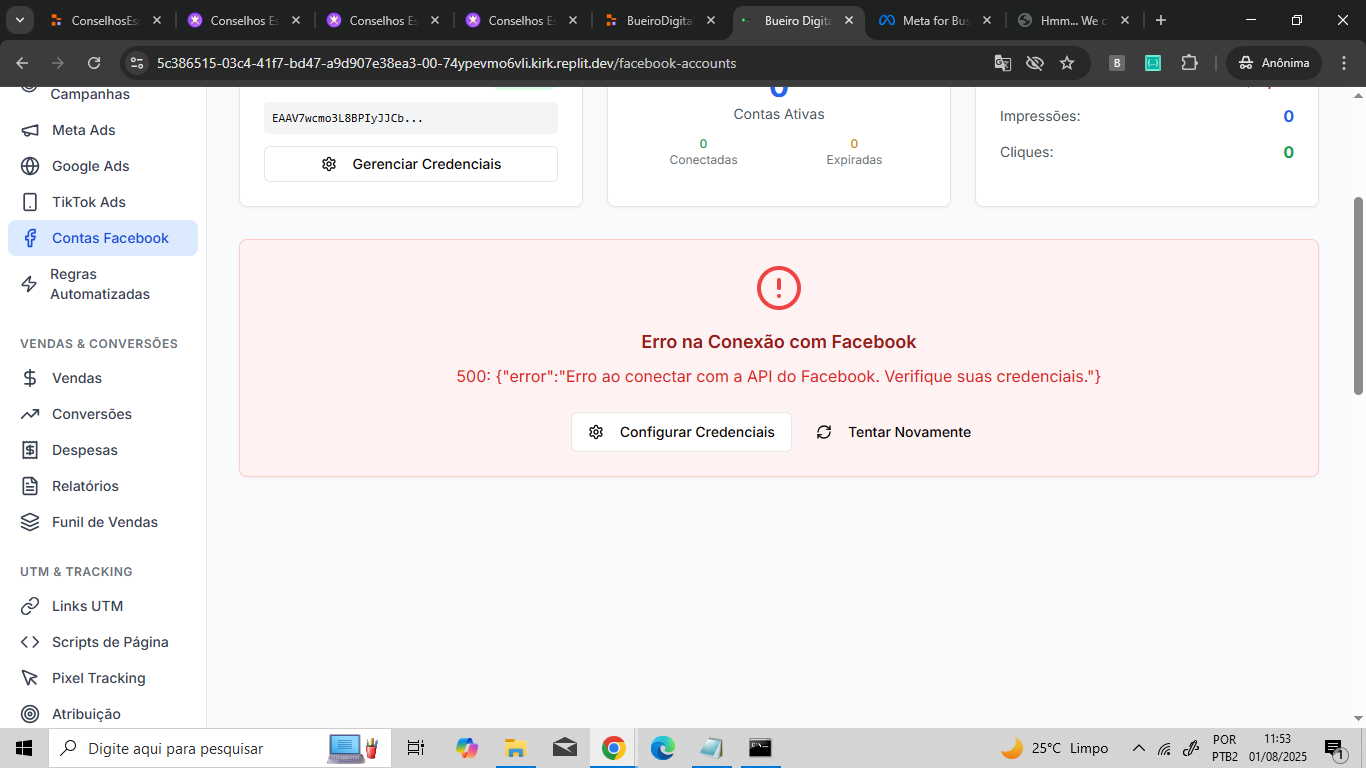 ConselhosEs
Conselhos Es
Conselhos Es
Conselhos Es
BueiroDigita
Bueiro Digita
Meta for Bus
Hmm... We c
5c386515-03c4-41f7-bd47-a9d907e38ea3-00-74ypevmo6vli.kirk.replit.dev/facebook-accounts
B
Anônima
Campanhas
Meta Ads
Google Ads
TikTok Ads
Contas Facebook
Regras
Automatizadas
VENDAS & CONVERSÕES
Vendas
Conversões
Despesas
Relatórios
Funil de Vendas
UTM & TRACKING
Links UTM
Scripts de Página
Pixel Tracking
Atribuição
EAAV7wcmo3L8BPIyJJCb...
Gerenciar Credenciais
0
Contas Ativas
0
Conectadas
0
Expiradas
Impressões:
0
Cliques:
0
Erro na Conexão com Facebook
500: {"error":"Erro ao conectar com a API do Facebook. Verifique suas credenciais."}
Configurar Credenciais
Tentar Novamente
Digite aqui para pesquisar
25°C Limpo
POR
PTB2
11:53
01/08/2025
1